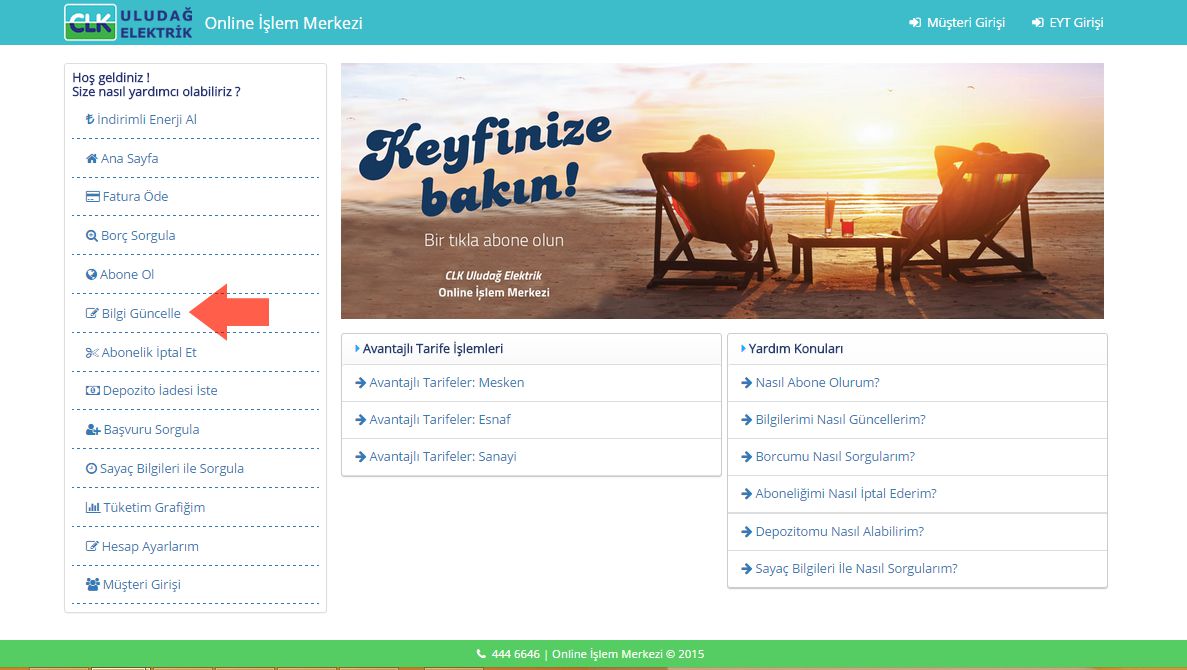 CLK ULUDAĞ
ELEKTRİK
Online İşlem Merkezi
Müşteri Girişi
EYT Girişi
Hoş geldiniz !
Size nasıl yardımcı olabiliriz ?
İndirimli Enerji Al
Ana Sayfa
Fatura Öde
Borç Sorgula
Abone Ol
Bilgi Güncelle
Abonelik İptal Et
Depozito İadesi İste
Başvuru Sorgula
Sayaç Bilgileri ile Sorgula
Tüketim Grafiğim
Hesap Ayarlarım
Müşteri Girişi
Keyfinize
bakın!
Bir tıkla abone olun
CLK Uludağ Elektrik
Online İşlem Merkezi
Avantajlı Tarife İşlemleri
Avantajlı Tarifeler: Mesken
Avantajlı Tarifeler: Esnaf
Avantajlı Tarifeler: Sanayi
Yardım Konuları
Nasıl Abone Olurum?
Bilgilerimi Nasıl Güncellerim?
Borcumu Nasıl Sorgularım?
Aboneliğimi Nasıl İptal Ederim?
Depozitomu Nasıl Alabilirim?
Sayaç Bilgileri İle Nasıl Sorgularım?
444 6646 | Online İşlem Merkezi © 2015